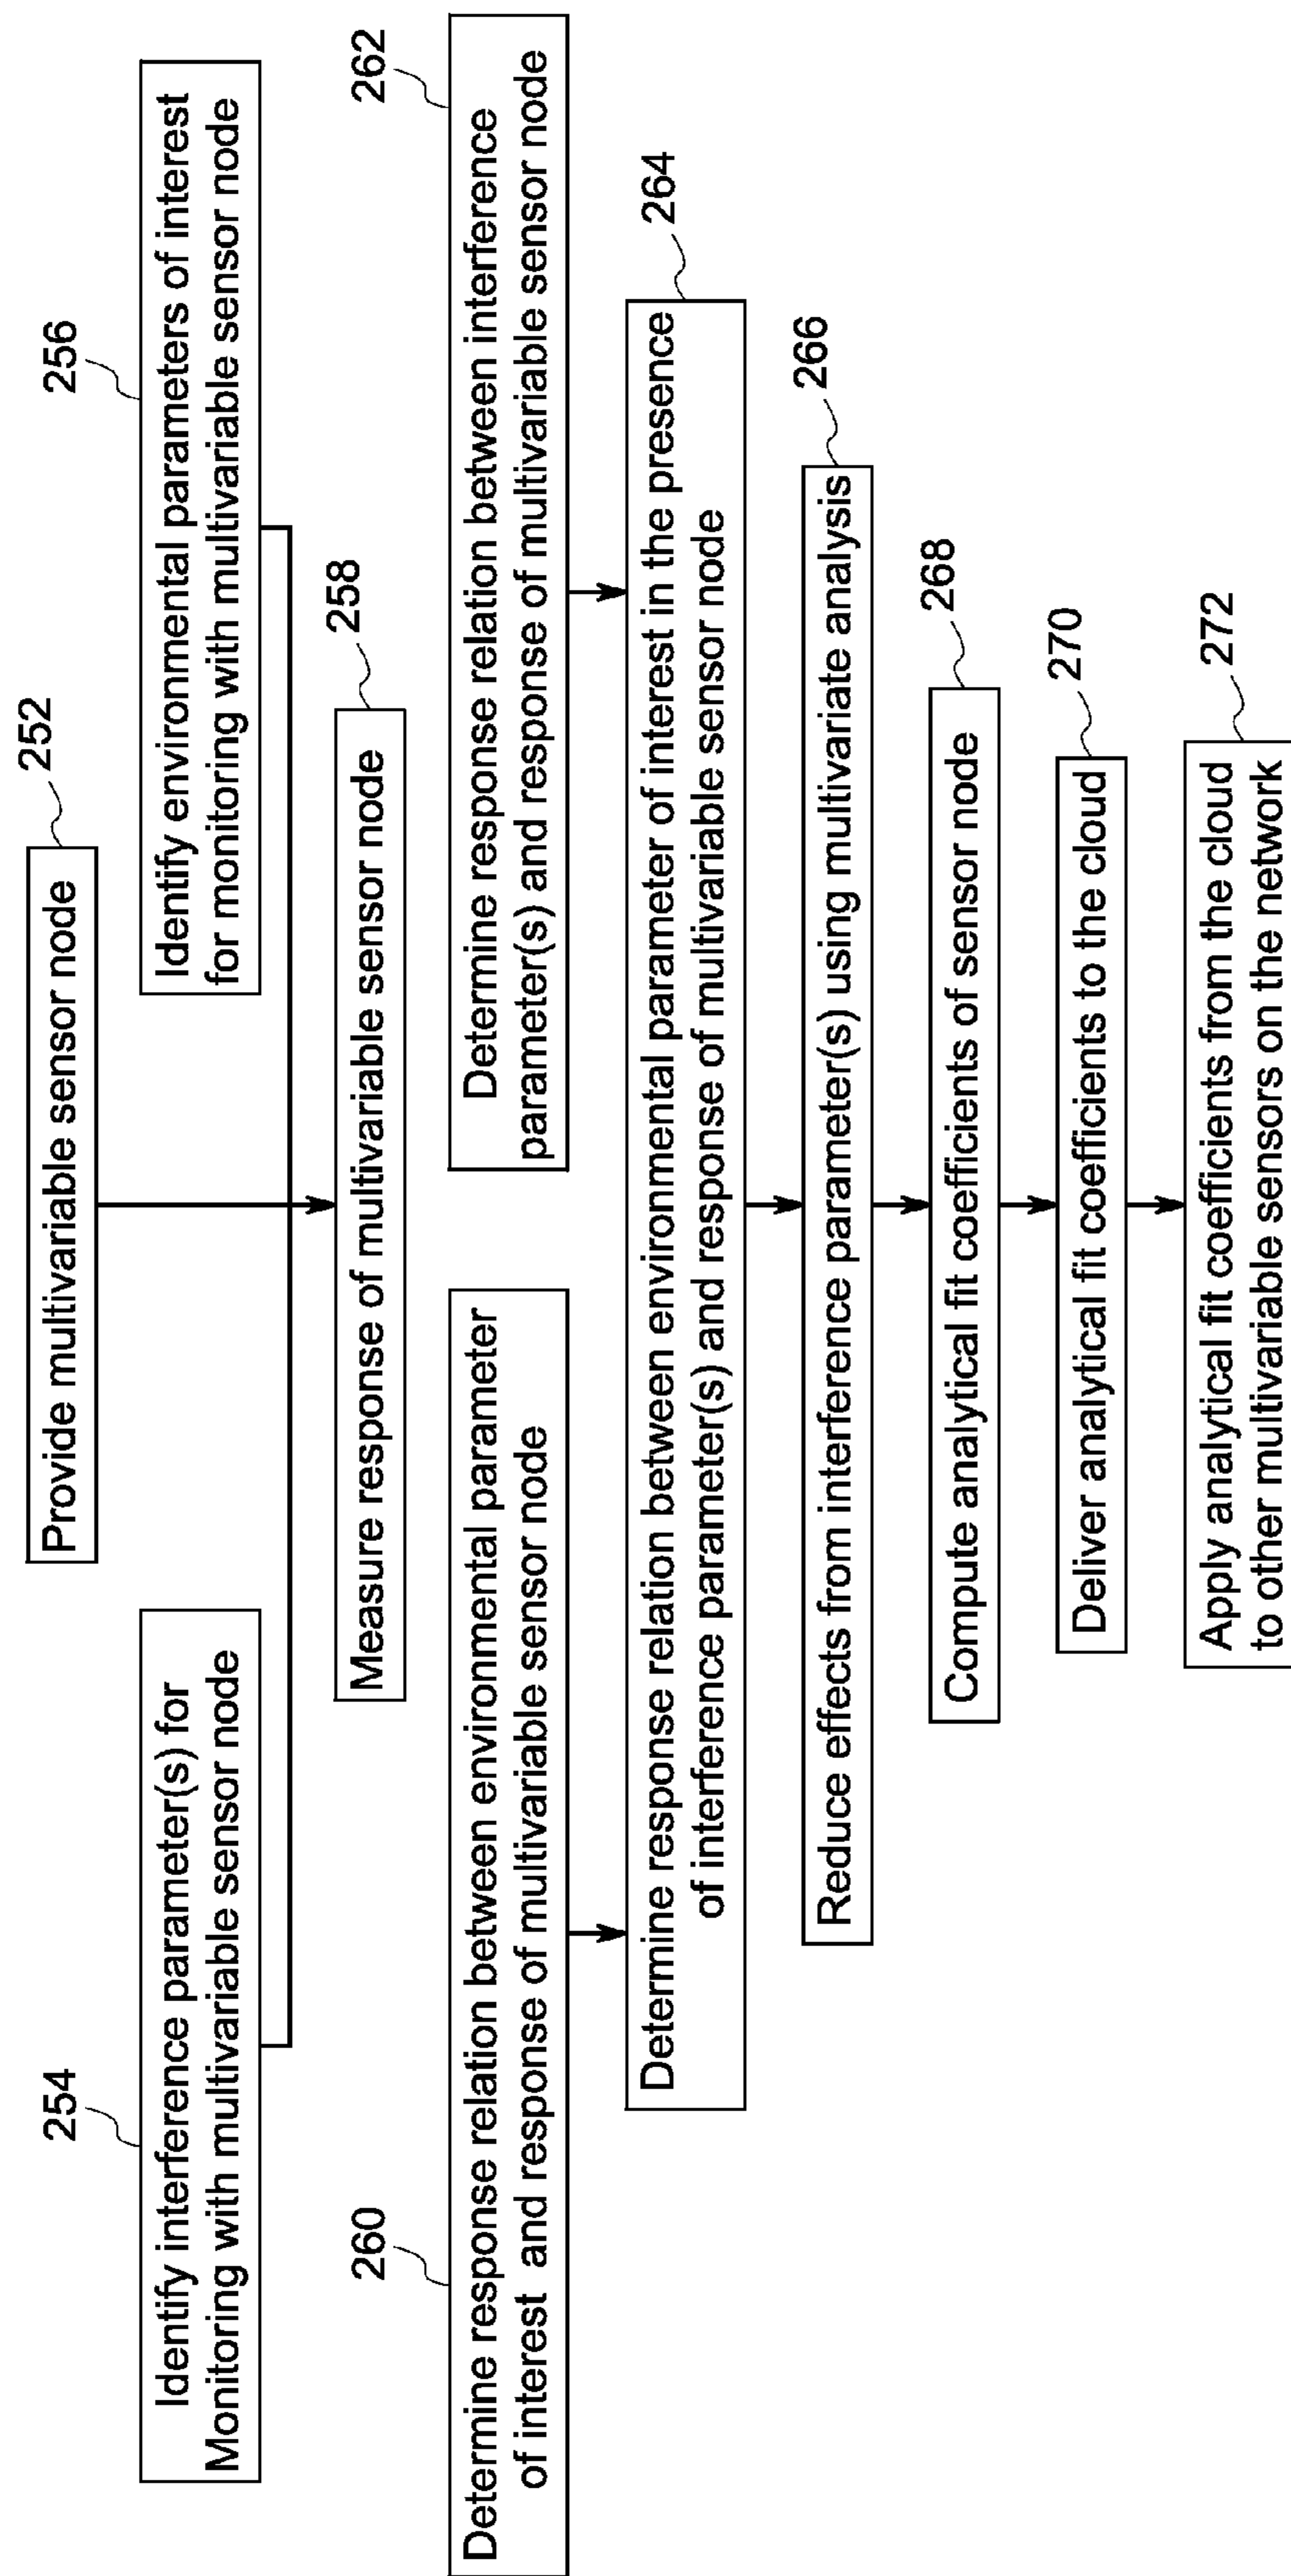 252
Provide multivariable sensor node
254
Identify interference parameter(s) for
Monitoring with multivariable sensor node
256
Identify environmental parameters of interest
for monitoring with multivariable sensor node
258
Measure response of multivariable sensor node
260
Determine response relation between environmental parameter
of interest and response of multivariable sensor node
262
Determine response relation between interference
parameter(s) and response of multivariable sensor node
264
Determine response relation between environmental parameter of interest in the presence
of interference parameter(s) and response of multivariable sensor node
266
Reduce effects from interference parameter(s) using multivariate analysis
268
Compute analytical fit coefficients of sensor node
270
Deliver analytical fit coefficients to the cloud
272
Apply analytical fit coefficients from the cloud
to other multivariable sensors on the network